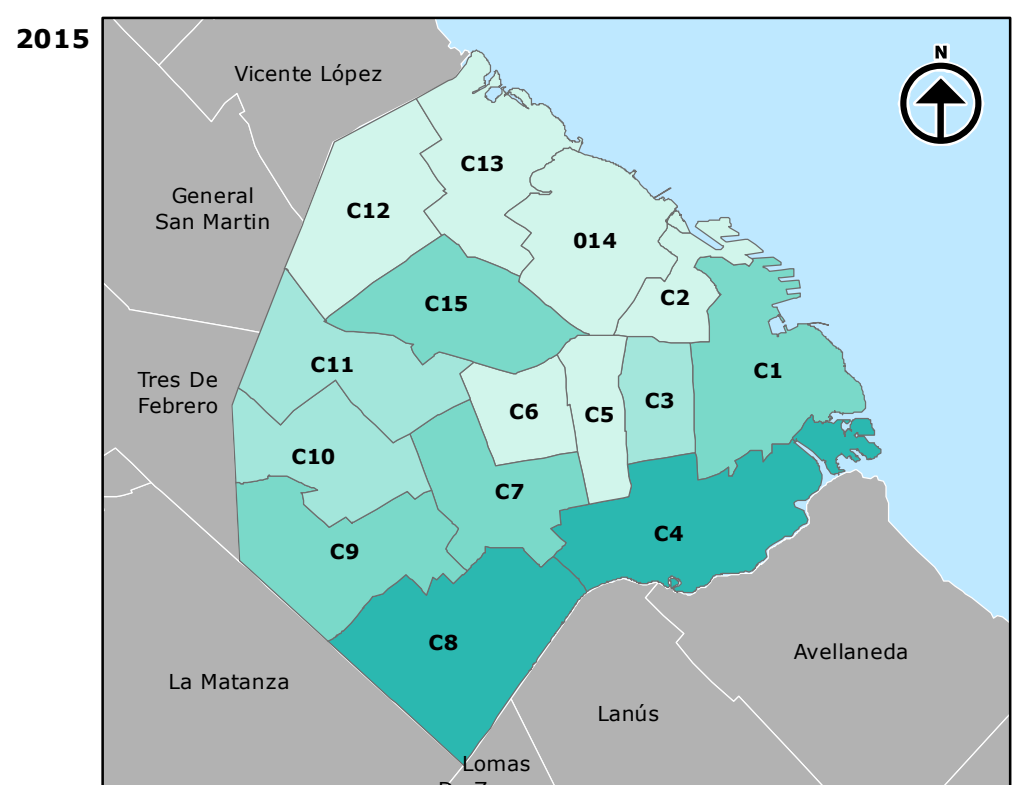 2015
N
Vicente López
C13
General
San Martin
C12
014
C2
C15
C11
C1
Tres De
Febrero
C6
C5
C3
C10
C7
C4
C9
C8
Avellaneda
La Matanza
Lanús
Lomas